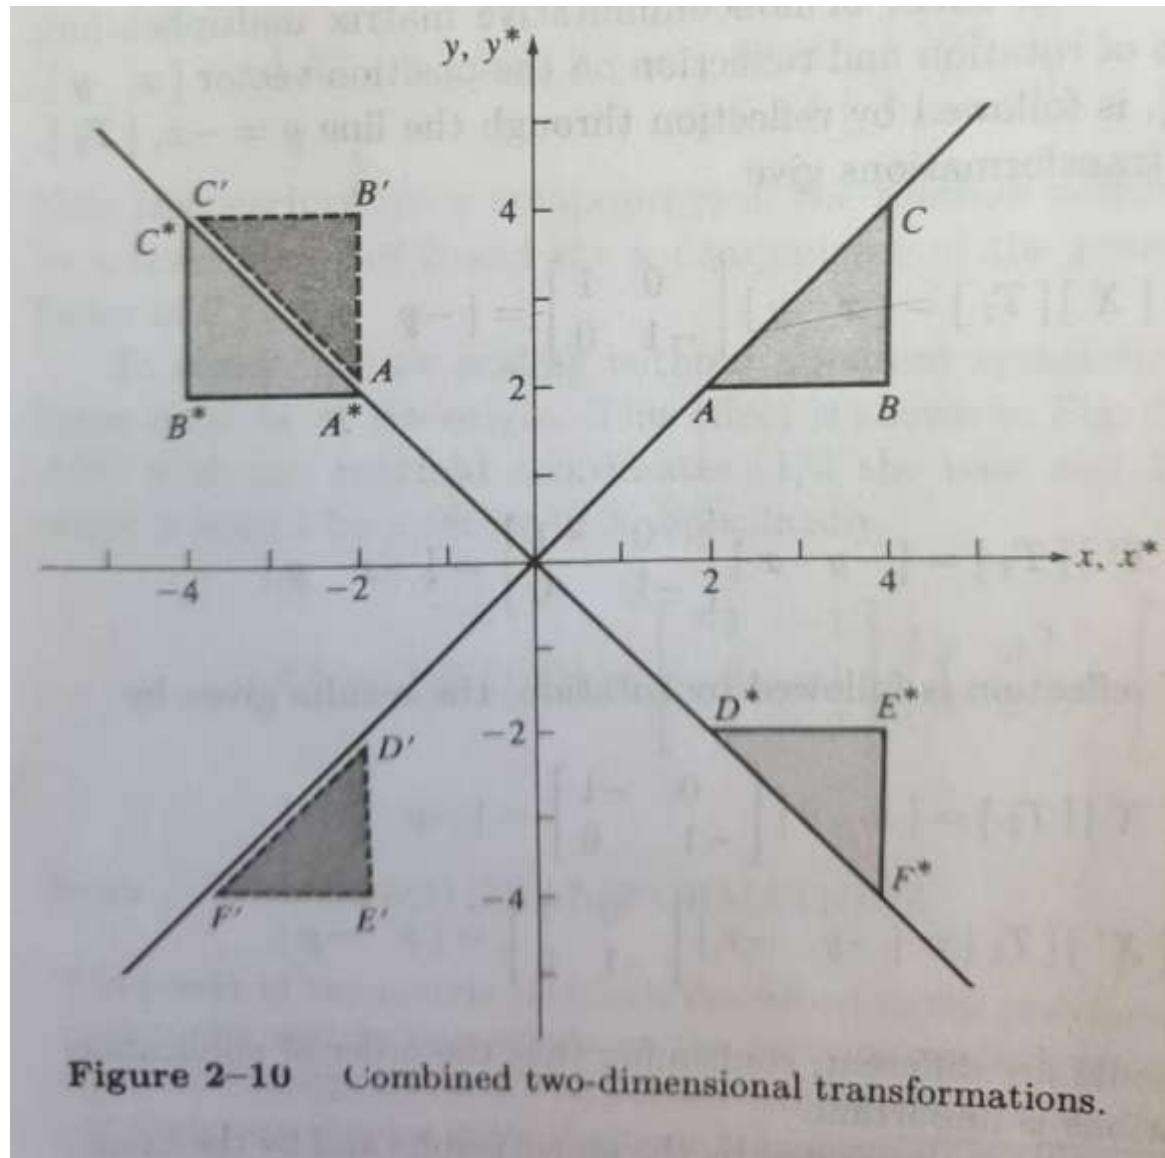 y, y*
C'
B'
C*
4
C
A
2
B*
A*
A
B
-4
-2
2
4
x, x*
D*
E*
-2
D'
F*
F'
E'
-4
Figure 2-10 Combined two-dimensional transformations.